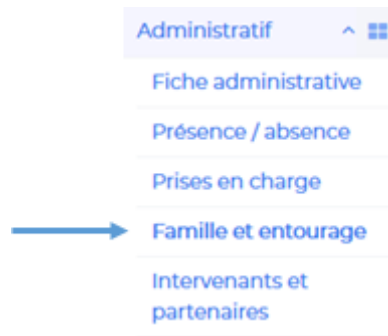 Administratif
Fiche administrative
Présence / absence
Prises en charge
Famille et entourage
Intervenants et
partenaires